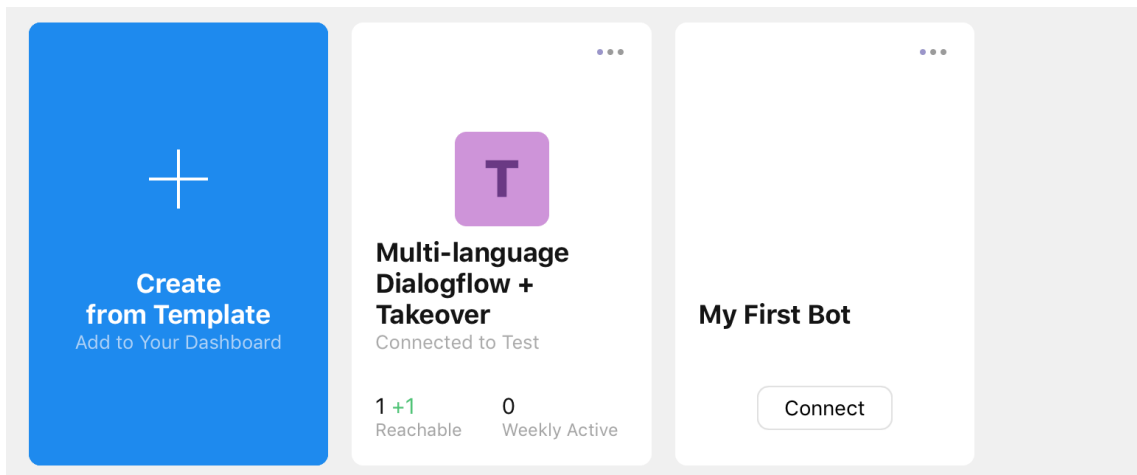 Create
from Template
Add to Your Dashboard
T
Multi-language
Dialogflow +
Takeover
Connected to Test
1 +1
Reachable
0
Weekly Active
My First Bot
Connect